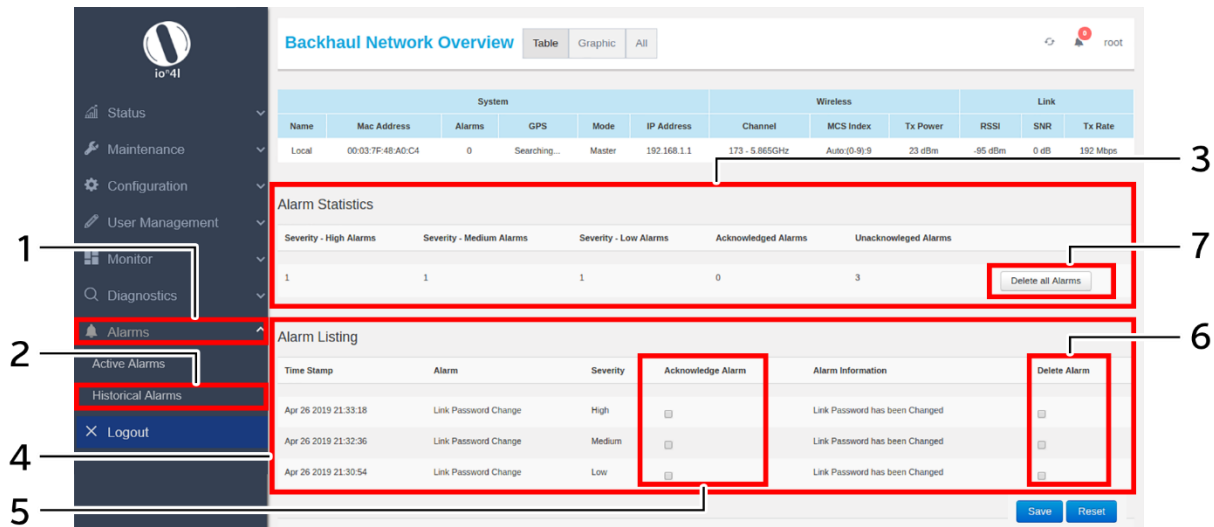 io"4l
Status
Maintenance
Configuration
User Management
Monitor
Diagnostics
Alarms
Active Alarms
Historical Alarms
Logout
Backhaul Network Overview Table Graphic All 0 root
System Wireless Link
Name Mac Address Alarms GPS Mode IP Address Channel MCS Index Tx Power RSSI SNR Tx Rate
Local 00:03:7F:48:A0:C4 0 Searching... Master 192.168.1.1 173 - 5.865GHz Auto:(0-9):9 23 dBm -95 dBm 0 dB 192 Mbps
Alarm Statistics
Severity - High Alarms Severity - Medium Alarms Severity - Low Alarms Acknowledged Alarms Unacknowleged Alarms
1 1 1 0 3 Delete all Alarms
Alarm Listing
Time Stamp Alarm Severity Acknowledge Alarm Alarm Information Delete Alarm
Apr 26 2019 21:33:18 Link Password Change High Link Password has been Changed
Apr 26 2019 21:32:36 Link Password Change Medium Link Password has been Changed
Apr 26 2019 21:30:54 Link Password Change Low Link Password has been Changed
Save Reset
1
2
4
5
3
7
6